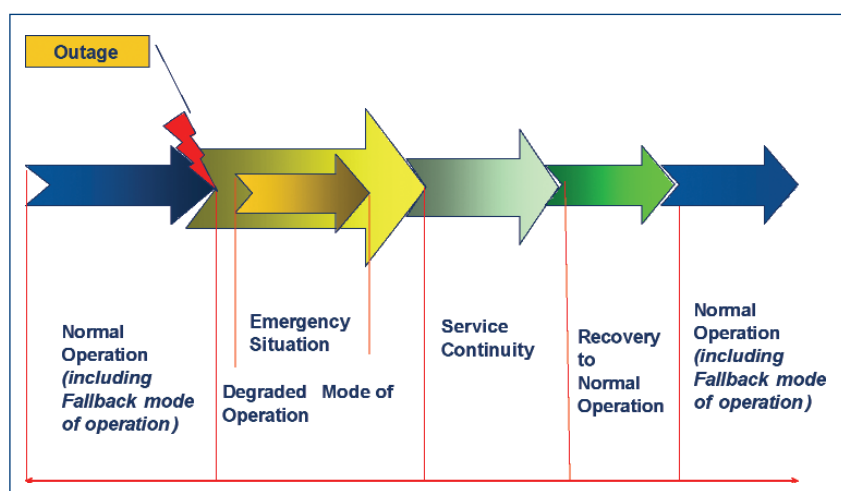 Outage
Normal
Operation
(including
Fallback mode
of operation)
Emergency
Situation
Degraded Mode of
Operation
Service
Continuity
Recovery
to
Normal
Operation
Normal
Operation
(including
Fallback mode
of operation)